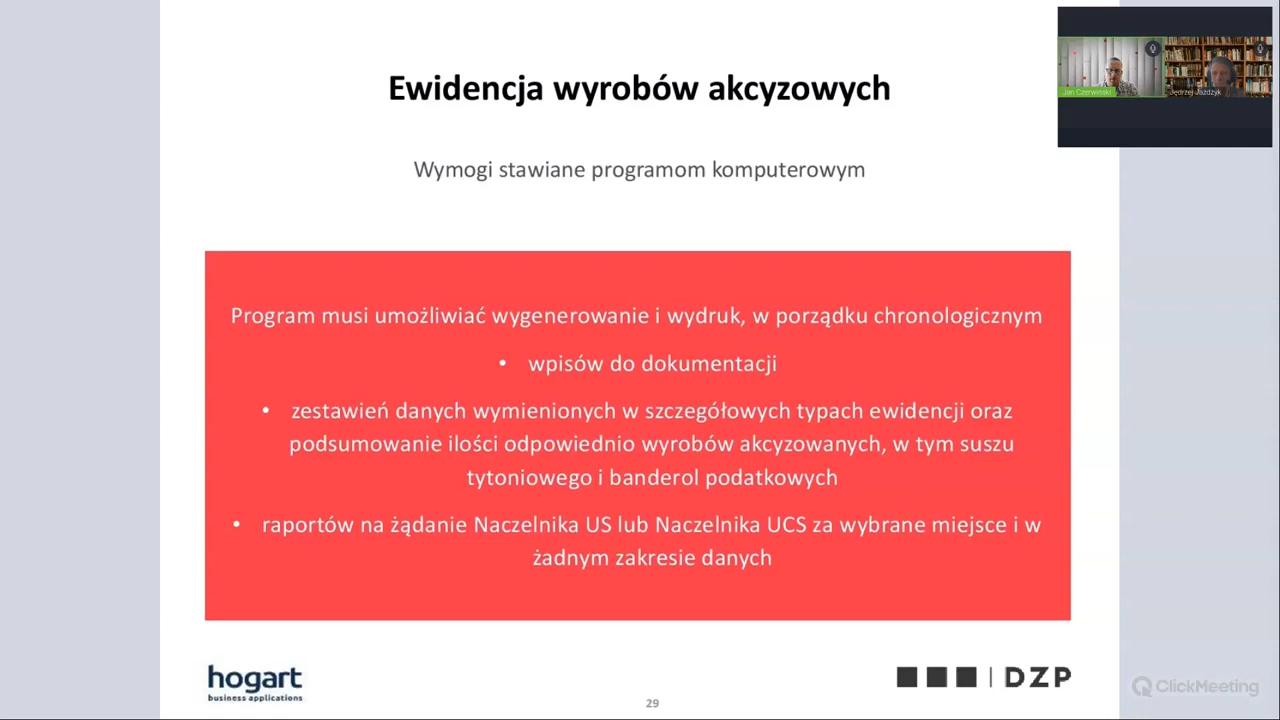 Ewidencja wyrobów akcyzowych
Wymogi stawiane programom komputerowym
Jan Czerwiński
Jędrzej Jażdżyk
Program musi umożliwiać wygenerowanie i wydruk, w porządku chronologicznym
• wpisów do dokumentacji
• zestawień danych wymienionych w szczegółowych typach ewidencji oraz
podsumowanie ilości odpowiednio wyrobów akcyzowanych, w tym suszu
tytoniowego i banderol podatkowych
• raportów na żądanie Naczelnika US lub Naczelnika UCS za wybrane miejsce i w
żadnym zakresie danych
hogart
business applications
29
DZP
ClickMeeting